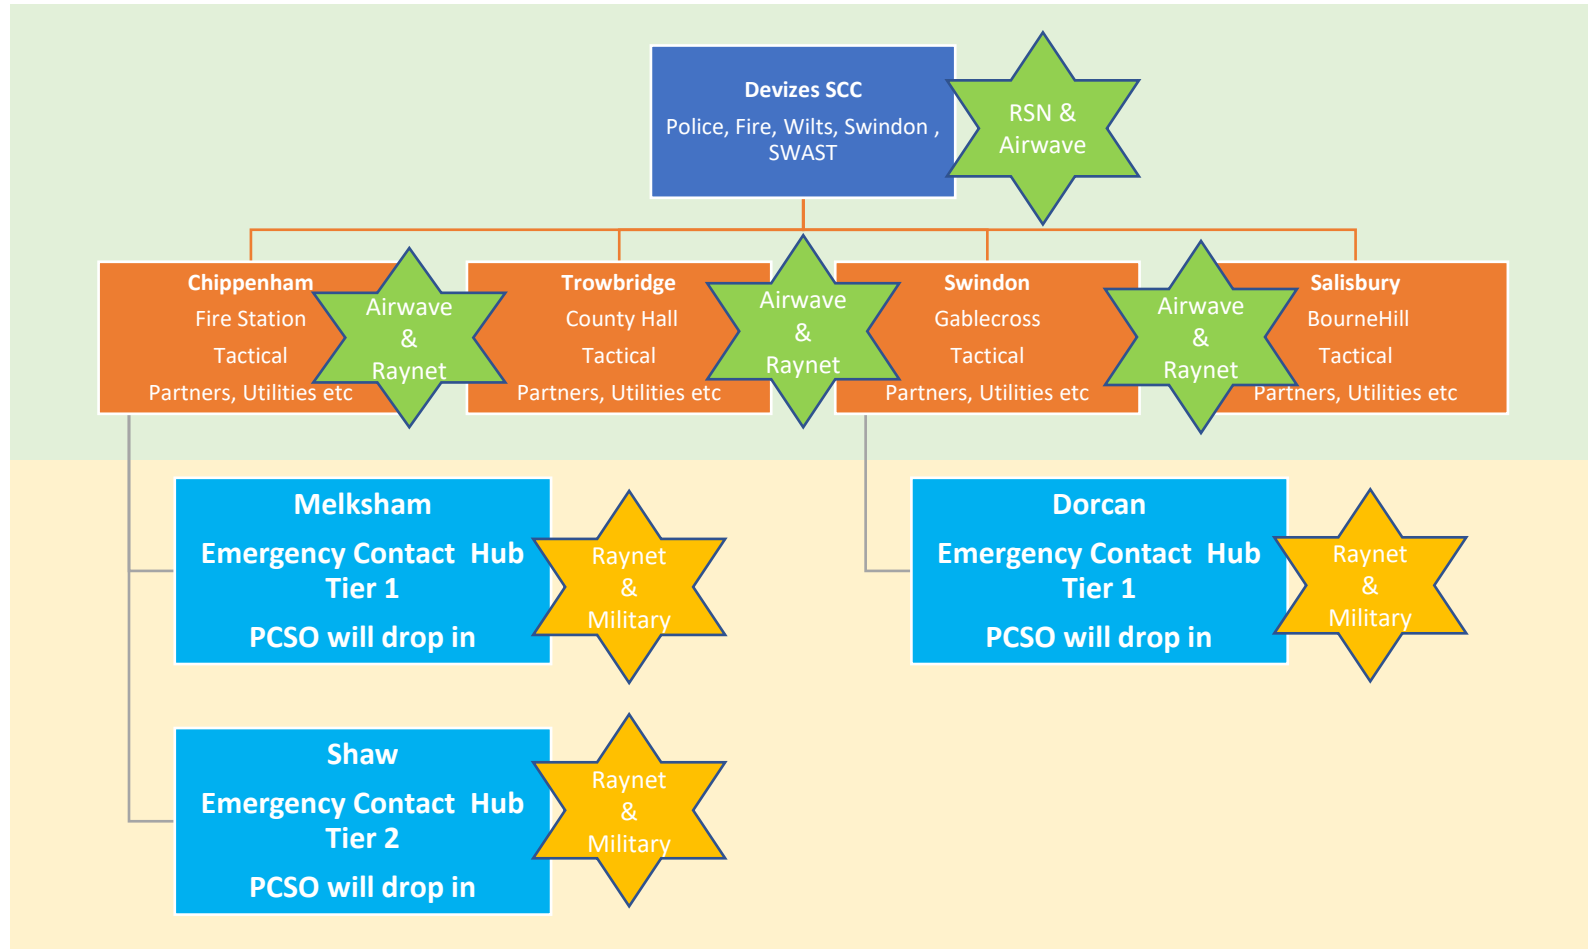 Devizes SCC
Police, Fire, Wilts, Swindon ,
SWAST
RSN &
Airwave
Chippenham
Fire Station
Tactical
Partners, Utilities etc
Airwave
&
Raynet
Trowbridge
County Hall
Tactical
Partners, Utilities etc
Airwave
&
Raynet
Swindon
Gablecross
Tactical
Partners, Utilities etc
Airwave
&
Raynet
Salisbury
BourneHill
Tactical
Partners, Utilities etc
Melksham
Emergency Contact Hub
Tier 1
PCSO will drop in
Raynet
&
Military
Dorcan
Emergency Contact Hub
Tier 1
PCSO will drop in
Raynet
&
Military
Shaw
Emergency Contact Hub
Tier 2
PCSO will drop in
Raynet
&
Military